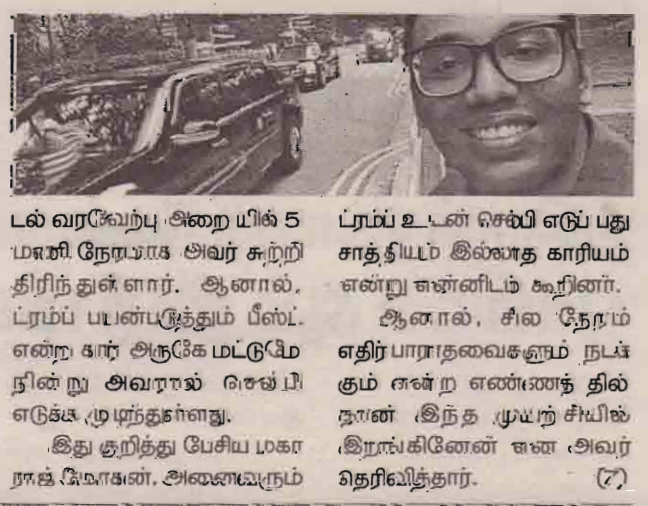 டல் வரவேற்பு அறை யில் 5
மணி நேரமாக அவர் சுற்றி
திரிந்துள்ளார். ஆனால்,
ட்ரம்ப் பயன்படுத்தும் பீஸ்ட்
என்ற கார் அருகே மட்டுமே
நின்று அவரால் செல்பி
எடுக்க முடிந்துள்ளது.
இது குறித்து பேசிய மகா
ராஜ் மோகன், அனைவரும்
ட்ரம்ப் உடன் செல்பி எடுப் பது
சாத்தியம் இல்லாத காரியம்
என்று என்னிடம் கூறினர்.
ஆனால், சில நேரம்
எதிர்பாராதவைகளும் நடக்
கும் என்ற எண்ணத் தில்
தான் இந்த முயற் சியில்
இறங்கினேன் என அவர்
தெரிவித்தார். (7)